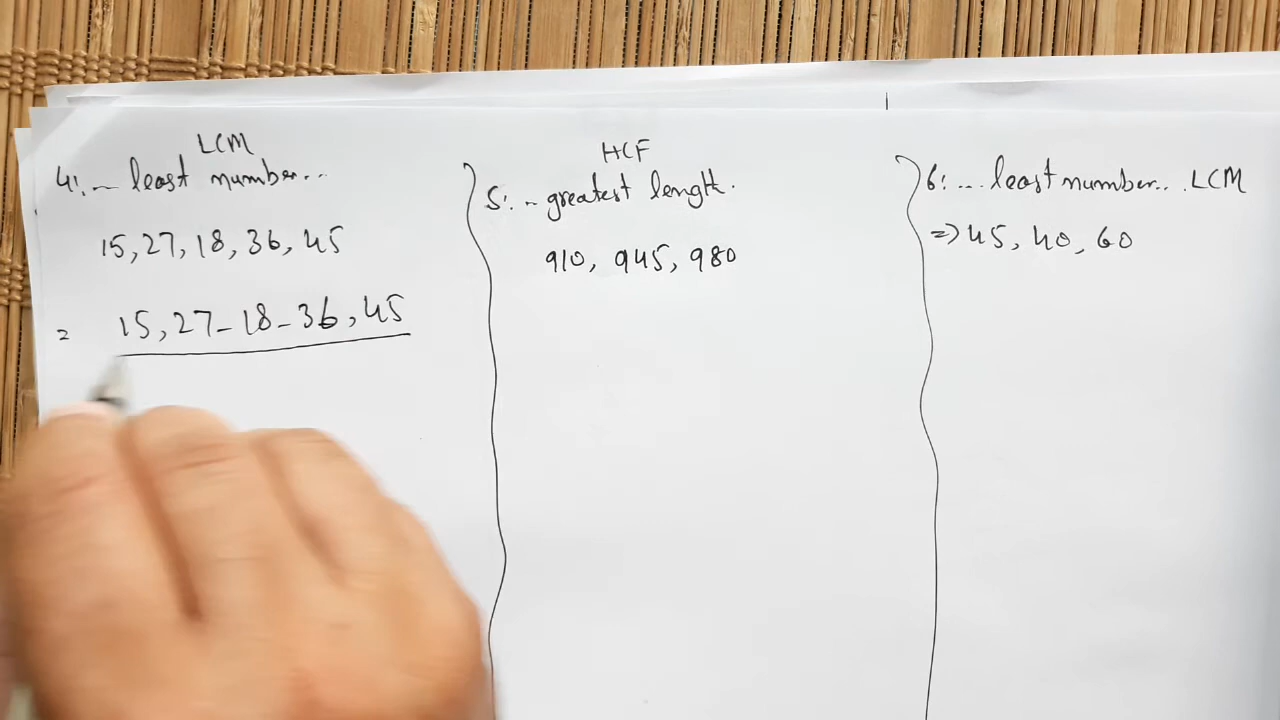 LCM
4:- least number...
15, 27, 18, 36, 45
= 15, 27 - 18 - 36, 45
HCF
5:- greatest length.
910, 945, 980
6: ... least number... LCM
=> 45, 40, 60